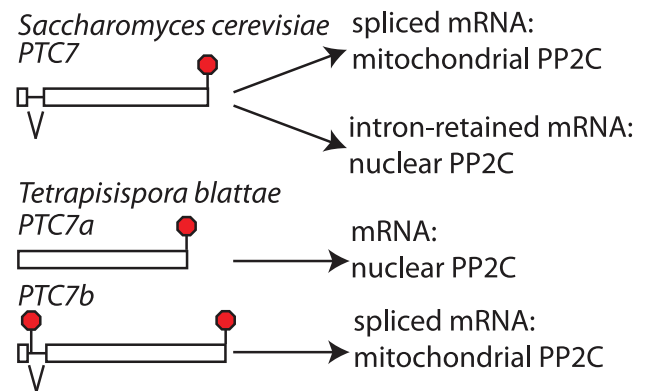 Saccharomyces cerevisiae
PTC7
spliced mRNA:
mitochondrial PP2C
intron-retained mRNA:
nuclear PP2C
Tetrapisispora blattae
PTC7a
mRNA:
nuclear PP2C
PTC7b
spliced mRNA:
mitochondrial PP2C